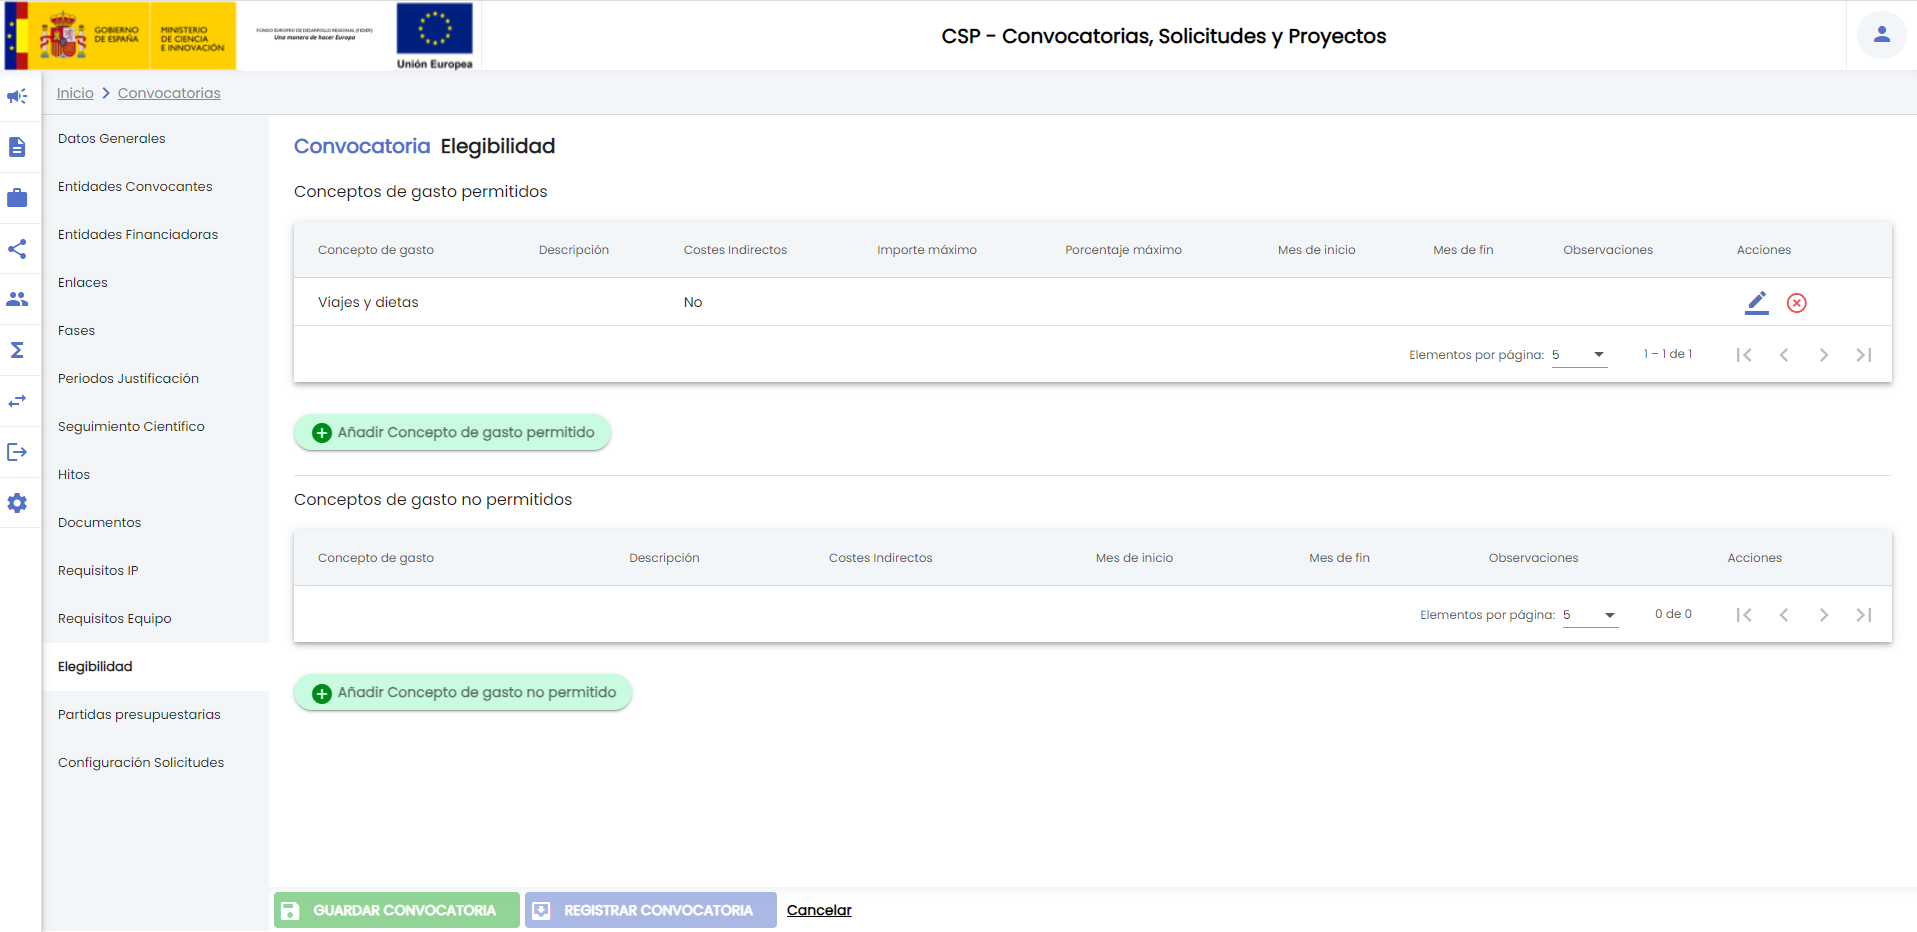 GOBIERNO
DE ESPAÑA
MINISTERIO
DE CIENCIA
E INNOVACIÓN
FONDO EUROPEO DE DESARROLLO REGIONAL (FEDER)
Una manera de hacer Europa
Unión Europea
CSP - Convocatorias, Solicitudes y Proyectos
Inicio
Convocatorias
Datos Generales
Entidades Convocantes
Entidades Financiadoras
Enlaces
Fases
Periodos Justificación
Seguimiento Científico
Hitos
Documentos
Requisitos IP
Requisitos Equipo
Elegibilidad
Partidas presupuestarias
Configuración Solicitudes
Convocatoria Elegibilidad
Conceptos de gasto permitidos
Concepto de gasto Descripción Costes Indirectos Importe máximo Porcentaje máximo Mes de inicio Mes de fin Observaciones Acciones
Viajes y dietas No
Elementos por página: 5 1 – 1 de 1
Añadir Concepto de gasto permitido
Conceptos de gasto no permitidos
Concepto de gasto Descripción Costes Indirectos Mes de inicio Mes de fin Observaciones Acciones
Elementos por página: 5 0 de 0
Añadir Concepto de gasto no permitido
GUARDAR CONVOCATORIA REGISTRAR CONVOCATORIA Cancelar